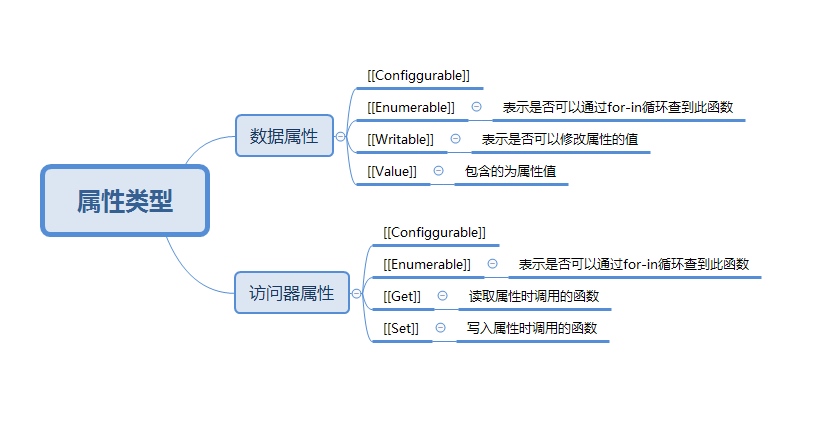 属性类型
数据属性
[[Configgurable]]
[[Enumerable]] 表示是否可以通过for-in循环查到此函数
[[Writable]] 表示是否可以修改属性的值
[[Value]] 包含的为属性值
访问器属性
[[Configgurable]]
[[Enumerable]] 表示是否可以通过for-in循环查到此函数
[[Get]] 读取属性时调用的函数
[[Set]] 写入属性时调用的函数